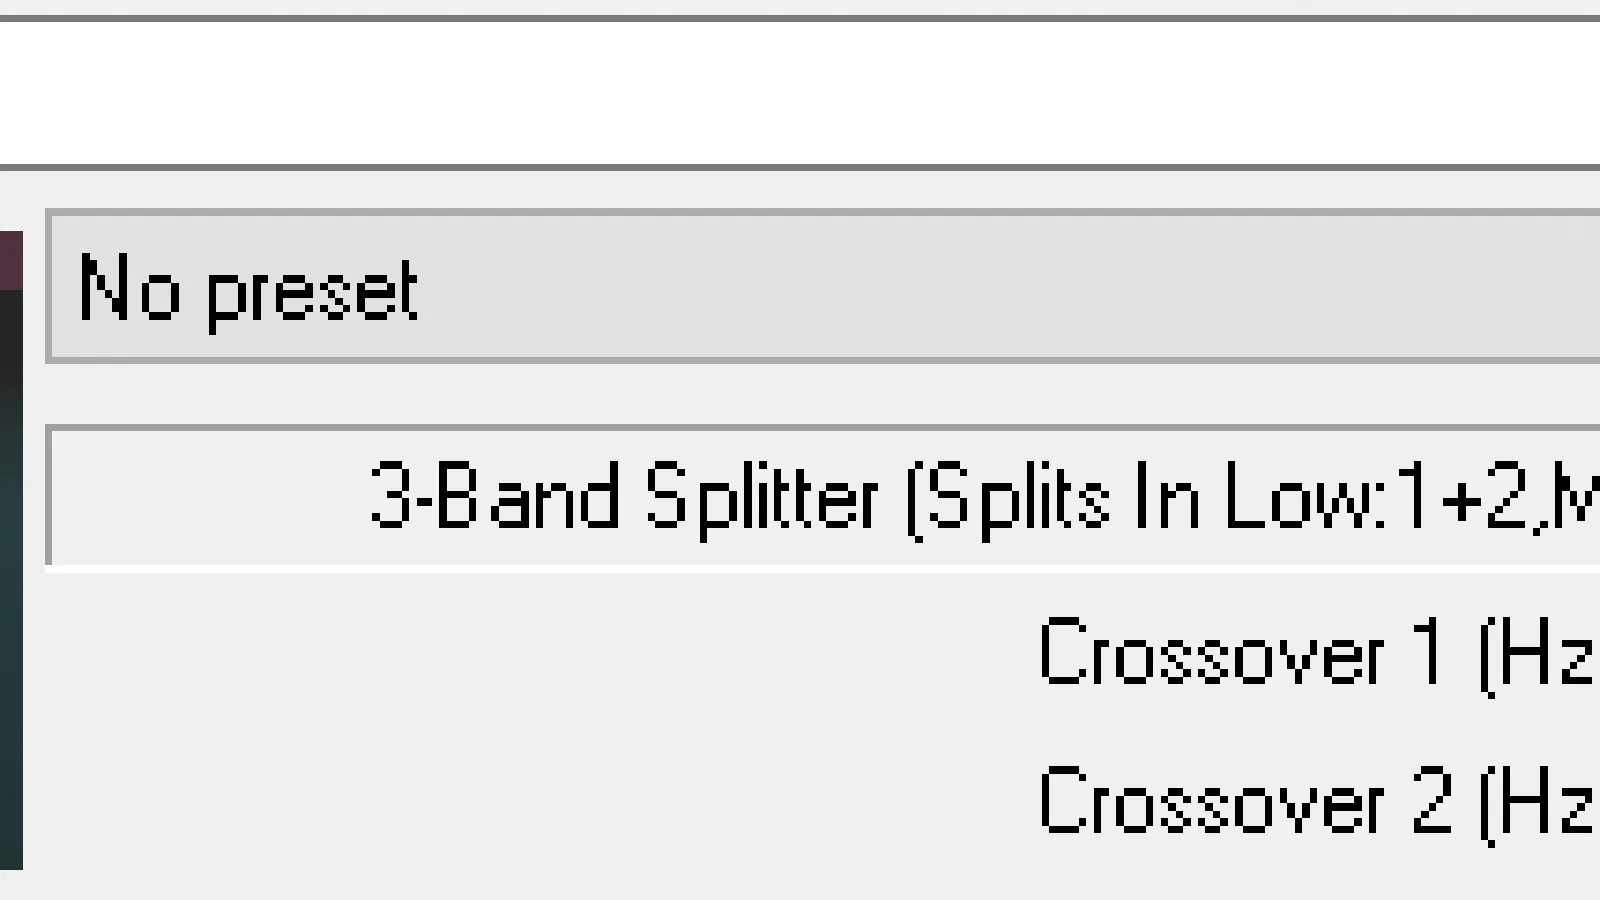 No preset
3-Band Splitter (Splits In Low:1+2,M
Crossover 1 (Hz
Crossover 2 (Hz